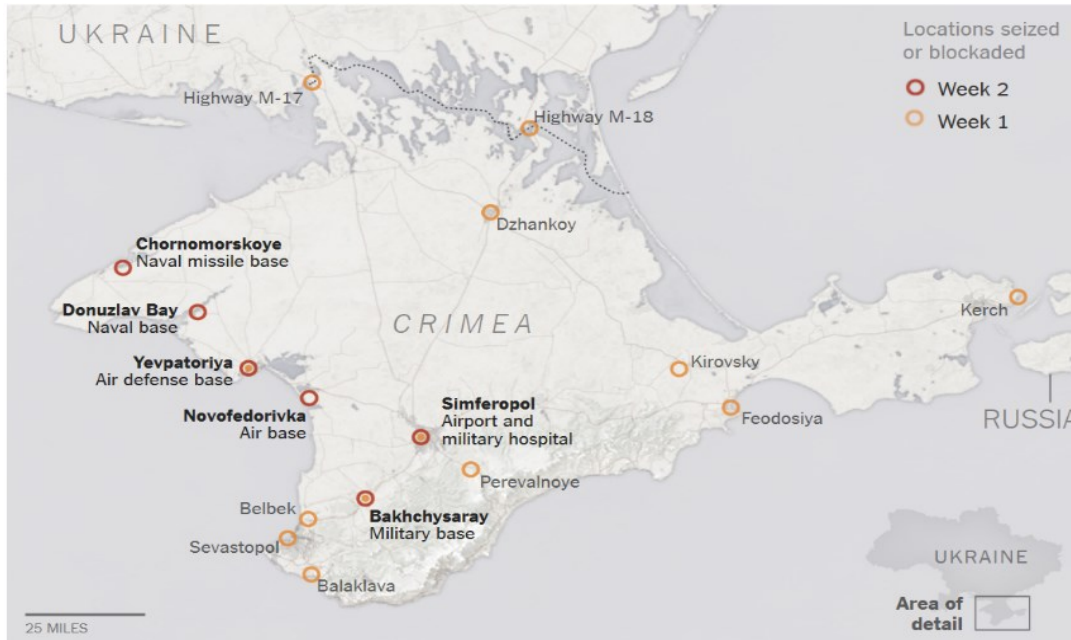 UKRAINE
Locations seized
or blockaded
Week 2
Week 1
Highway M-17
Highway M-18
Dzhankoy
Chornomorskoye
Naval missile base
Donuzlav Bay
Naval base
CRIMEA
Kerch
Yevpatoriya
Air defense base
Kirovsky
Novofedorivka
Air base
Simferopol
Airport and
military hospital
Feodosiya
RUSSIA
Perevalnoye
Belbek
Bakhchysaray
Military base
Sevastopol
Balaklava
UKRAINE
Area of
detail
25 MILES